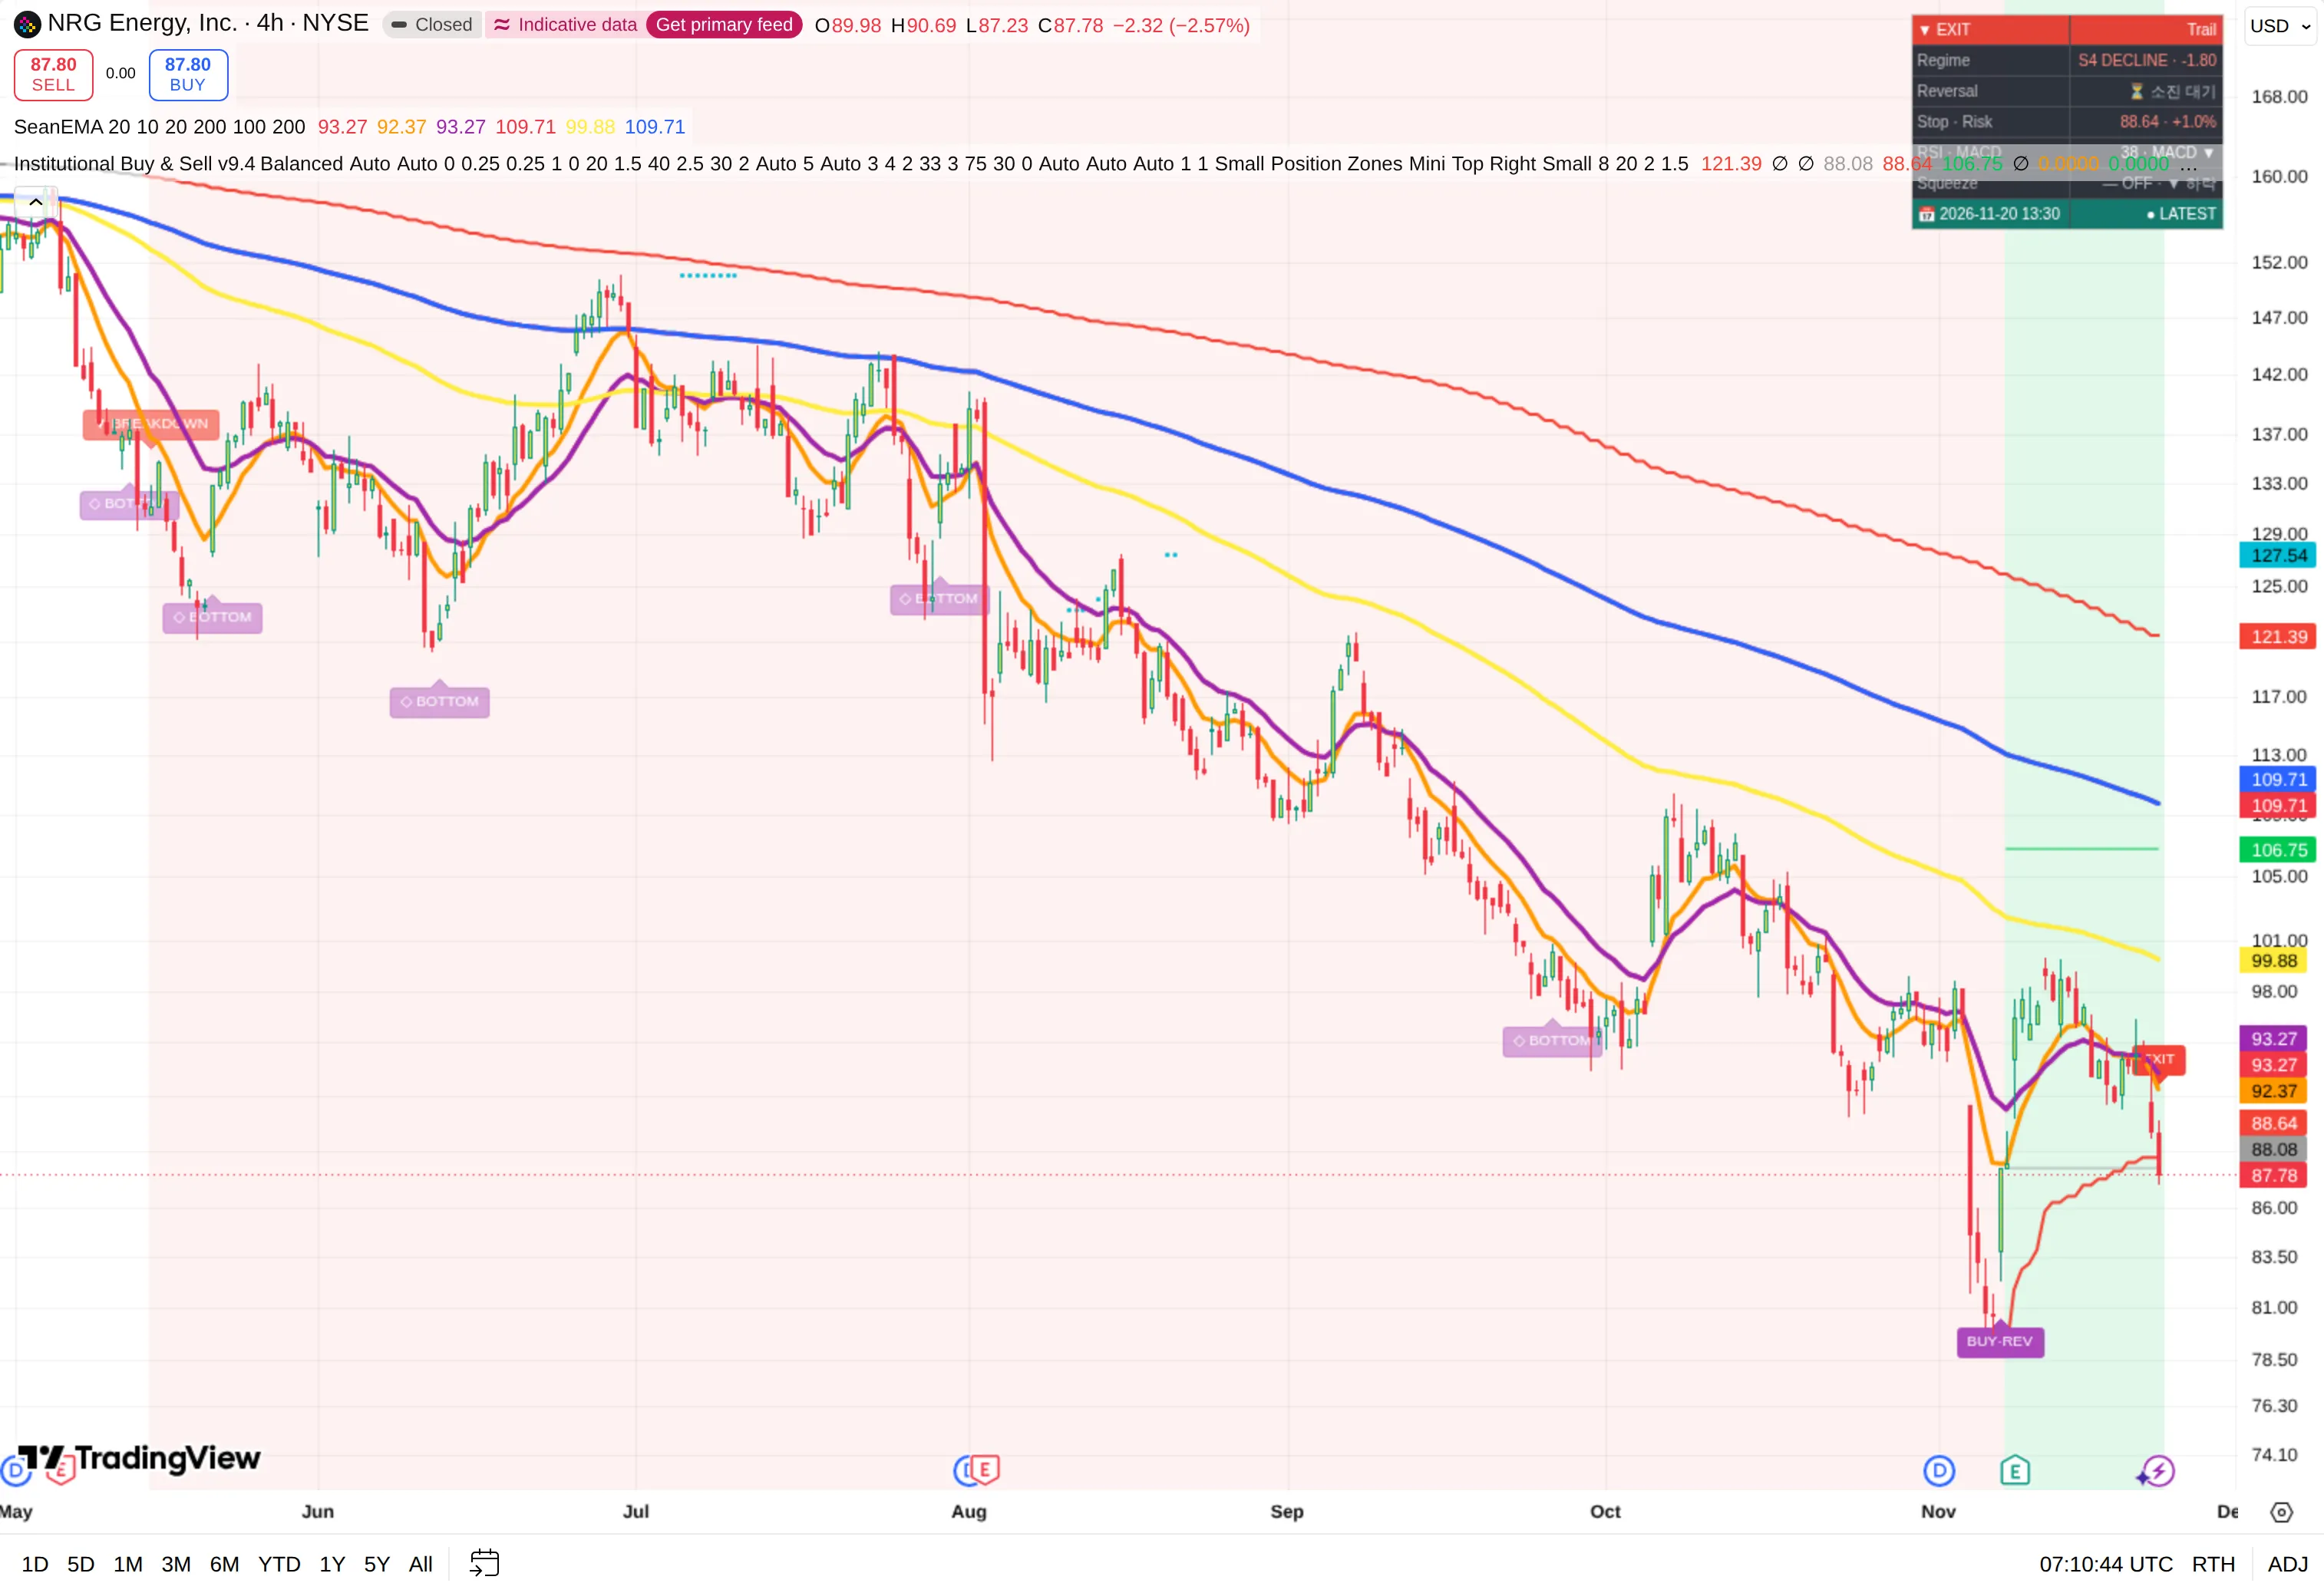 NRG Energy, Inc. · 4h · NYSE Closed Indicative data Get primary feed O89.98 H90.69 L87.23 C87.78 −2.32 (−2.57%)
USD
87.80 SELL 0.00 87.80 BUY
SeanEMA 20 10 20 200 100 200 93.27 92.37 93.27 109.71 99.88 109.71
Institutional Buy & Sell v9.4 Balanced Auto Auto 0 0.25 0.25 1 0 20 1.5 40 2.5 30 2 Auto 5 Auto 3 4 2 33 3 75 30 0 Auto Auto Auto 1 1 Small Position Zones Mini Top Right Small 8 20 2 1.5 121.39 ∅ ∅ 88.08 88.64 106.75 ∅ 0.0000 0.0000 ...
▼ EXIT Trail
Regime S4 DECLINE · -1.80
Reversal ⏳ 소진 대기
Stop · Risk 88.64 · +1.0%
RSI · MACD 38 · MACD ▼
Squeeze — OFF · ▼ 하락
📅 2026-11-20 13:30 ● LATEST
168.00
160.00
152.00
147.00
142.00
137.00
133.00
129.00
127.54
125.00
121.39
117.00
113.00
109.71
109.71
106.75
105.00
101.00
99.88
98.00
93.27
93.27
92.37
88.64
88.08
87.78
86.00
83.50
81.00
78.50
76.30
74.10
BREAKDOWN
◇ BOT
◇ BOTTOM
◇ BOTTOM
◇ BOTTOM
◇ BOTTOM
EXIT
BUY-REV
TradingView
D E E D E
May Jun Jul Aug Sep Oct Nov De
1D 5D 1M 3M 6M YTD 1Y 5Y All 07:10:44 UTC RTH ADJ